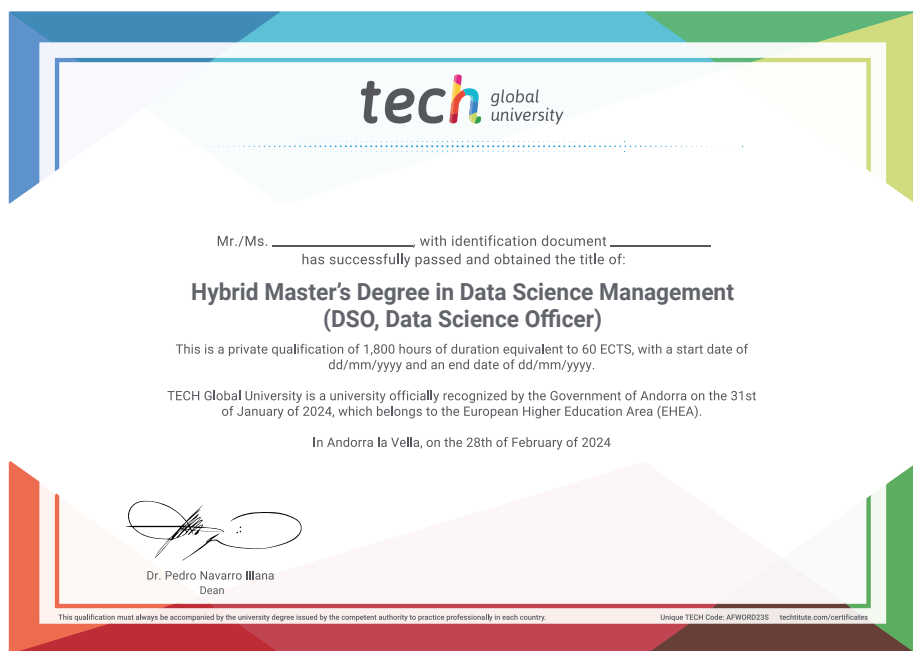 tech global
university
Mr./Ms. ____________, with identification document ____________
has successfully passed and obtained the title of:
Hybrid Master's Degree in Data Science Management
(DSO, Data Science Officer)
This is a private qualification of 1,800 hours of duration equivalent to 60 ECTS, with a start date of
dd/mm/yyyy and an end date of dd/mm/yyyy.
TECH Global University is a university officially recognized by the Government of Andorra on the 31st
of January of 2024, which belongs to the European Higher Education Area (EHEA).
In Andorra la Vella, on the 28th of February of 2024
Dr. Pedro Navarro Illana
Dean
This qualification must always be accompanied by the university degree issued by the competent authority to practice professionally in each country.
Unique TECH Code: AFWORD23S techtitute.com/certificates